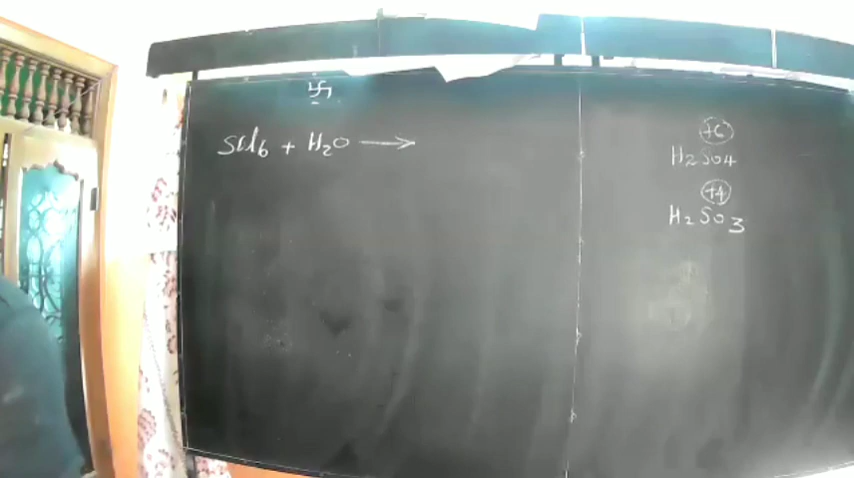 卐
SCl6 + H2O ⟶
+6
H2SO4
+4
H2SO3